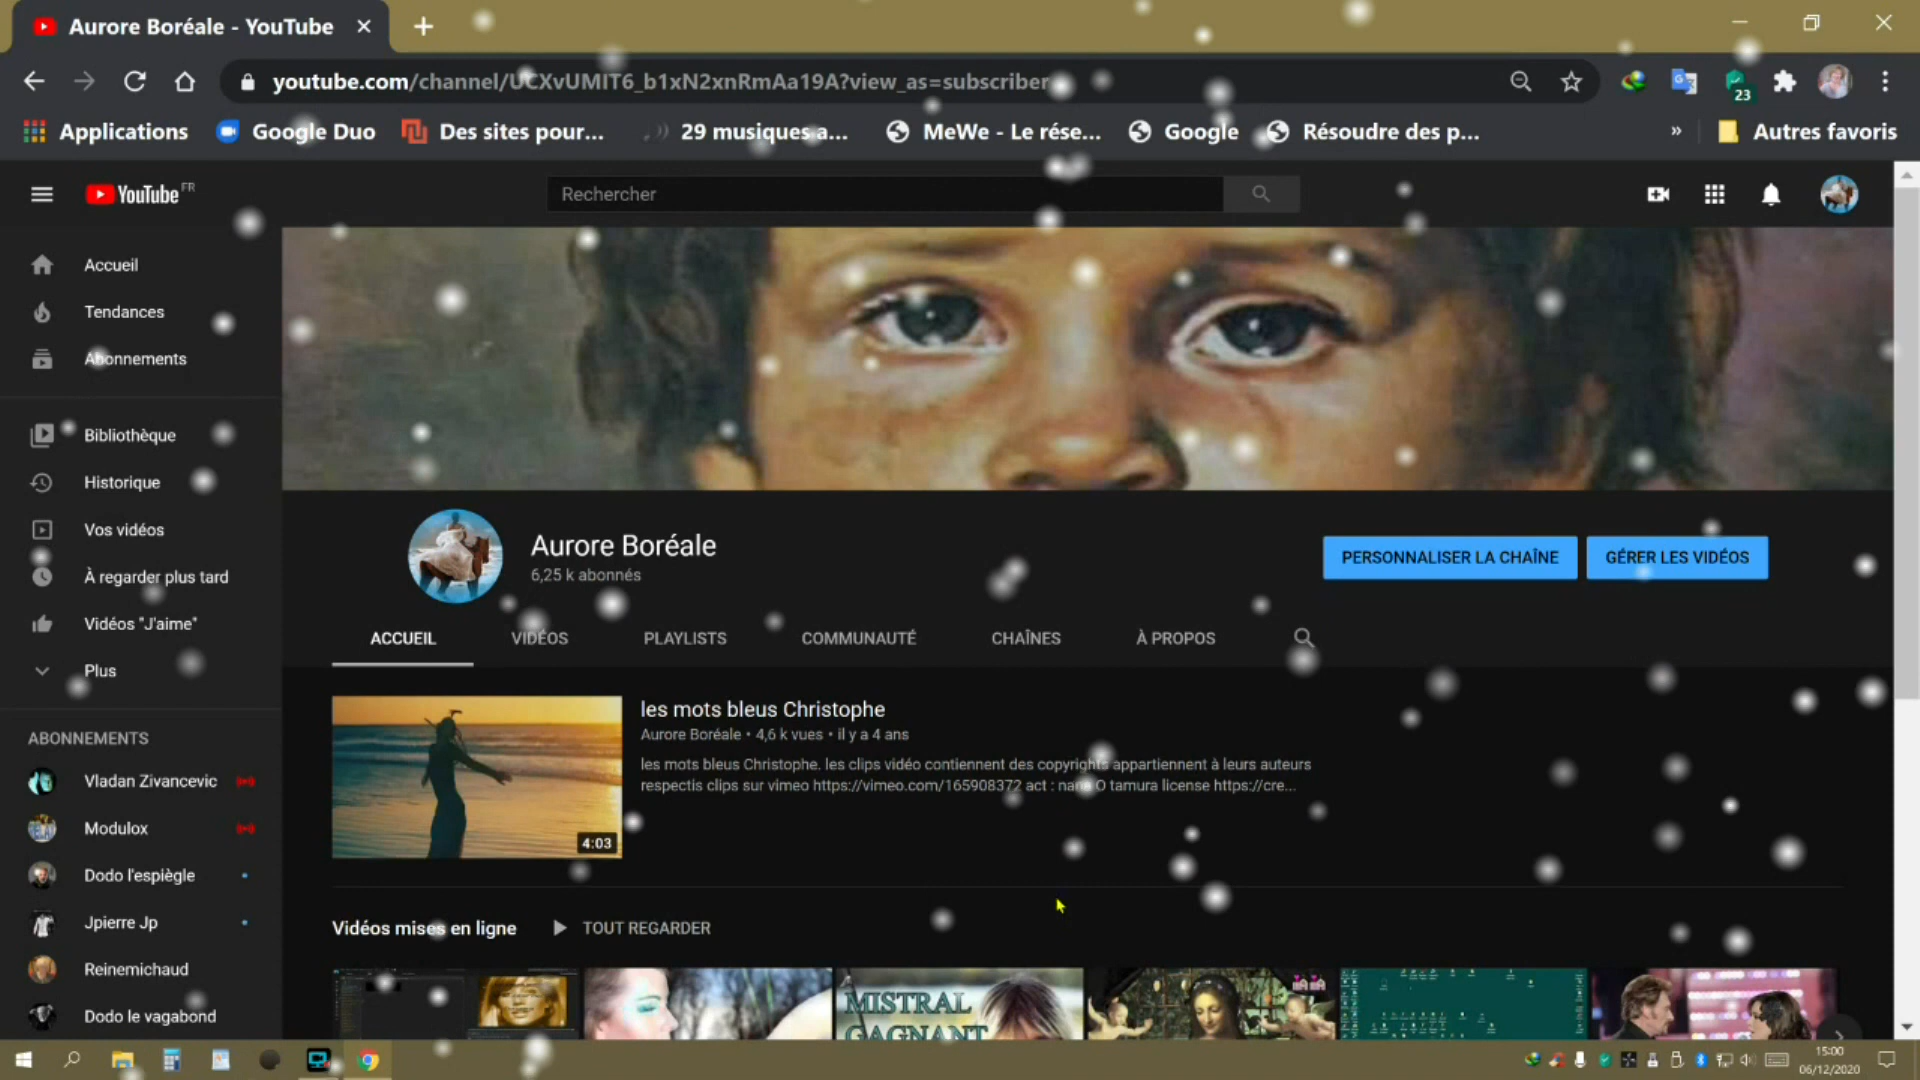 Aurore Boréale - YouTube
youtube.com/channel/UCXvUMIT6_b1xN2xnRmAa19A?view_as=subscriber
23
Applications
Google Duo
Des sites pour...
29 musiques a...
MeWe - Le rése...
Google
Résoudre des p...
»
Autres favoris
YouTube FR
Rechercher
Accueil
Tendances
Abonnements
Bibliothèque
Historique
Vos vidéos
À regarder plus tard
Vidéos "J'aime"
Plus
ABONNEMENTS
Vladan Zivancevic
Modulox
Dodo l'espiègle
Jpierre Jp
Reinemichaud
Dodo le vagabond
Aurore Boréale
6,25 k abonnés
PERSONNALISER LA CHAÎNE
GÉRER LES VIDÉOS
ACCUEIL
VIDÉOS
PLAYLISTS
COMMUNAUTÉ
CHAÎNES
À PROPOS
4:03
les mots bleus Christophe
Aurore Boréale • 4,6 k vues • il y a 4 ans
les mots bleus Christophe. les clips vidéo contiennent des copyrights appartiennent à leurs auteurs
respectis clips sur vimeo https://vimeo.com/165908372 act : O tamura license https://cre...
Vidéos mises en ligne
TOUT REGARDER
MISTRAL
GAGNANT
15:00
06/12/2020